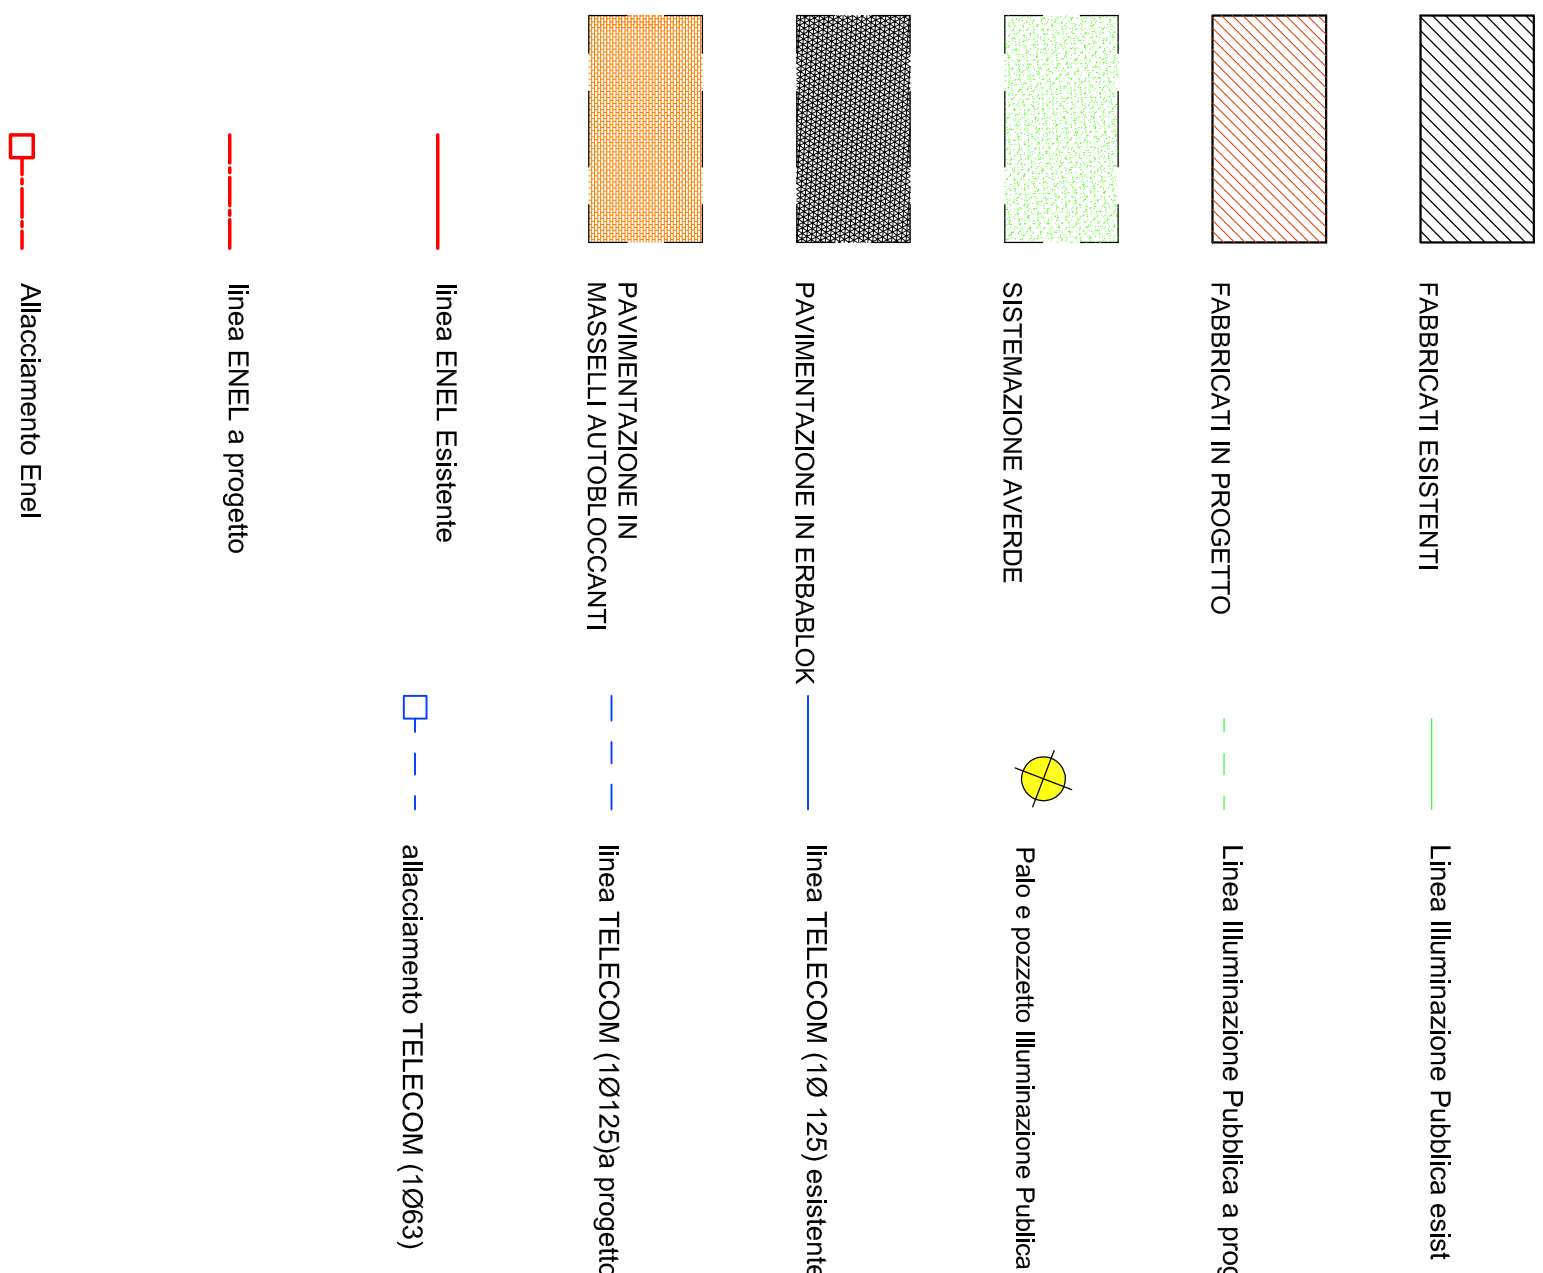 FABBRICATI ESISTENTI
FABBRICATI IN PROGETTO
SISTEMAZIONE AVERDE
PAVIMENTAZIONE IN ERBABLOK
PAVIMENTAZIONE IN
MASSELLI AUTOBLOCCANTI
linea ENEL Esistente
linea ENEL a progetto
Allacciamento Enel
Linea Illuminazione Pubblica esist
Linea Illuminazione Pubblica a prog
Palo e pozzetto Illuminazione Publica
linea TELECOM (1Ø 125) esistente
linea TELECOM (1Ø125)a progetto
allacciamento TELECOM (1Ø63)